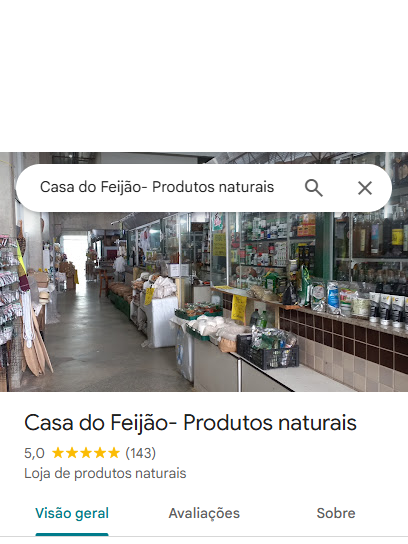 Casa do Feijão- Produtos naturais
Casa do Feijão- Produtos naturais
5,0 ★★★★★ (143)
Loja de produtos naturais
Visão geral Avaliações Sobre